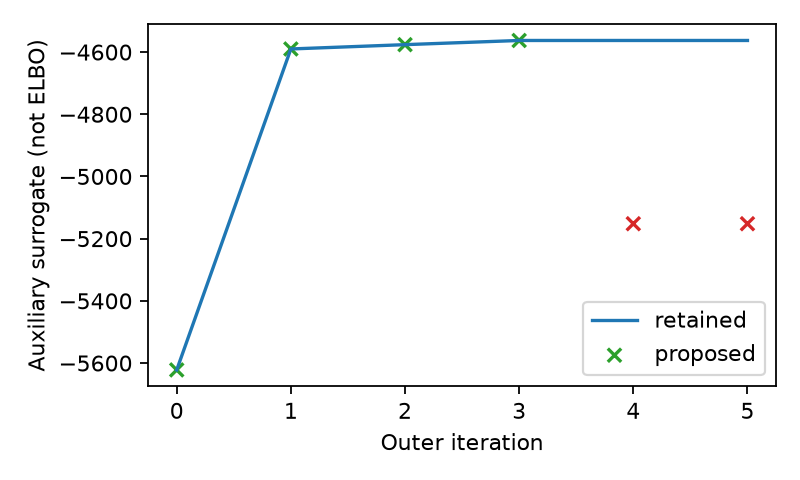 Auxiliary surrogate (not ELBO)
−4600
−4800
−5000
−5200
−5400
−5600
0 1 2 3 4 5
Outer iteration
retained
proposed